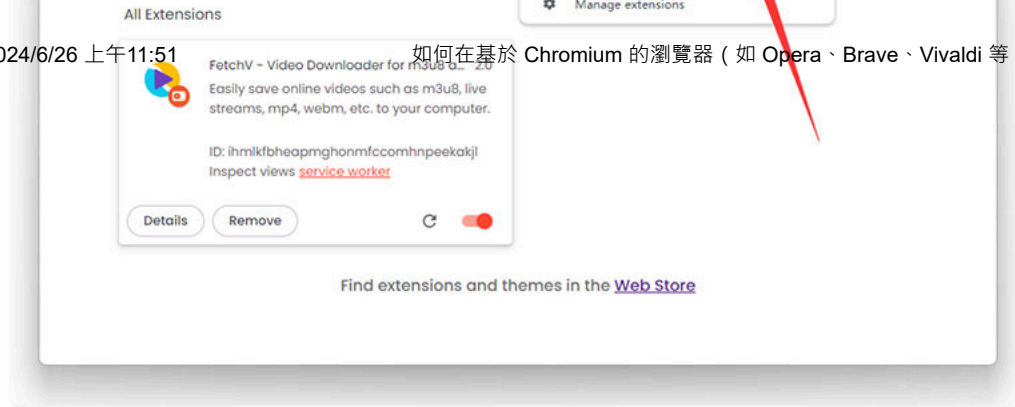 Manage extensions
All Extensions
024/6/26 上午11:51
如何在基於 Chromium 的瀏覽器（如 Opera、Brave、Vivaldi 等
FetchV - Video Downloader for m3u8 a... 2.0
Easily save online videos such as m3u8, live
streams, mp4, webm, etc. to your computer.
ID: ihmlkfbheapmghonmfccomhnpeekakjl
Inspect views service worker
Details
Remove
Find extensions and themes in the Web Store